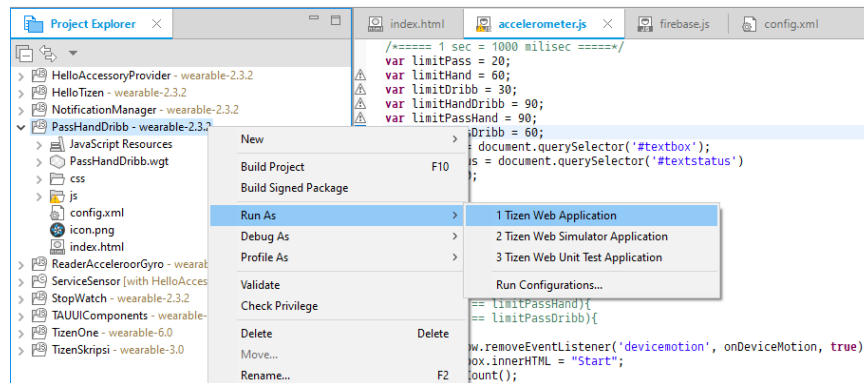 Project Explorer
HelloAccessoryProvider - wearable-2.3.2
HelloTizen - wearable-2.3.2
NotificationManager - wearable-2.3.2
PassHandDribb - wearable-2.3.2
JavaScript Resources
PassHandDribb.wgt
css
js
config.xml
icon.png
index.html
ReaderAcceleroorGyro - wearab
ServiceSensor [with HelloAcces
StopWatch - wearable-2.3.2
TAUUIComponents - wearable-
TizenOne - wearable-6.0
TizenSkripsi - wearable-3.0
New
Build Project F10
Build Signed Package
Run As
Debug As
Profile As
Validate
Check Privilege
Delete Delete
Move...
Rename... F2
1 Tizen Web Application
2 Tizen Web Simulator Application
3 Tizen Web Unit Test Application
Run Configurations...
index.html accelerometer.js firebase.js config.xml
/*===== 1 sec = 1000 milisec =====*/
var limitPass = 20;
var limitHand = 60;
var limitDribb = 30;
var limitHandDribb = 90;
var limitPassHand = 90;
Dribb = 60;
= document.querySelector('#textbox');
us = document.querySelector('#textstatus')
);
== limitPassHand){
== limitPassDribb){
ow.removeEventListener('devicemotion', onDeviceMotion, true)
box.innerHTML = "Start";
Count();